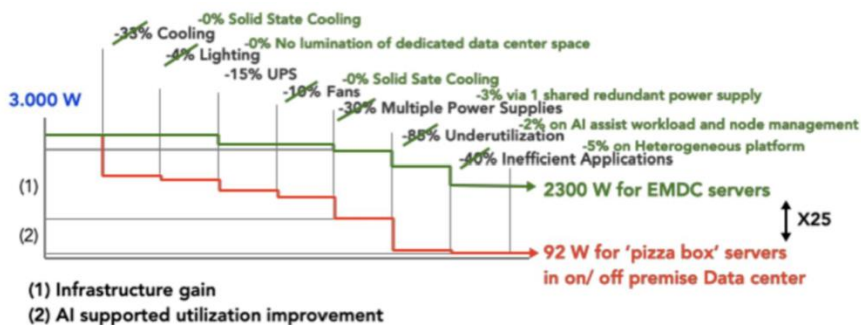 -0% Solid State Cooling
-33% Cooling
-0% No lumination of dedicated data center space
-4% Lighting
-15% UPS
-0% Solid Sate Cooling
-10% Fans
3.000 W
-3% via 1 shared redundant power supply
-30% Multiple Power Supplies
-2% on AI assist workload and node management
-85% Underutilization
-5% on Heterogeneous platform
-40% Inefficient Applications
(1)
2300 W for EMDC servers
X25
(2)
92 W for 'pizza box' servers
in on/ off premise Data center
(1) Infrastructure gain
(2) AI supported utilization improvement